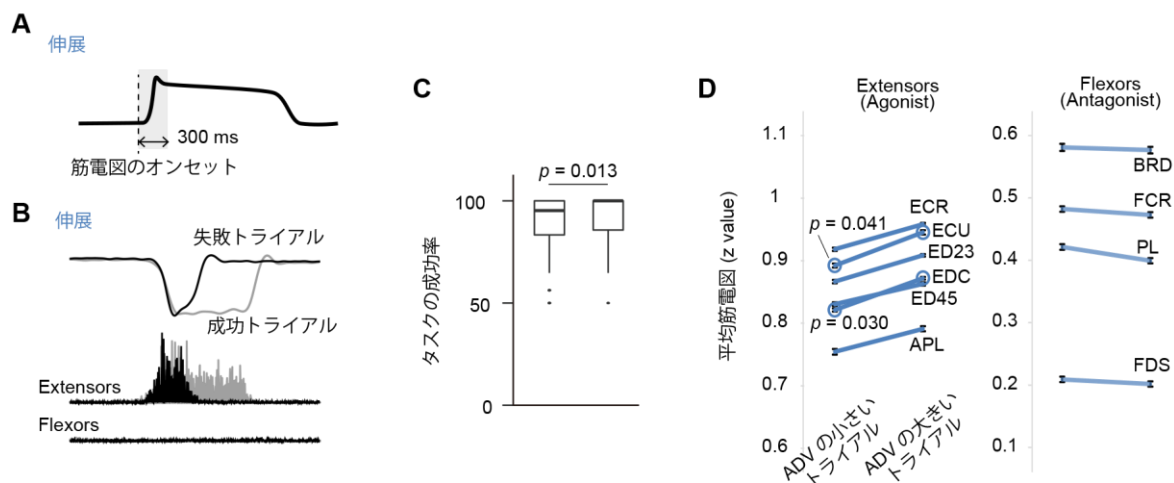 A
伸展
300 ms
筋電図のオンセット
B
伸展
失敗トライアル
成功トライアル
Extensors
Flexors
C
タスクの成功率
p = 0.013
100
50
0
D
Extensors
(Agonist)
平均筋電図 (z value)
1.1
1
0.9
0.8
0.7
0.6
p = 0.041
p = 0.030
ECR
ECU
ED23
EDC
ED45
APL
ADV の小さい
トライアル
ADV の大きい
トライアル
Flexors
(Antagonist)
0.6
0.5
0.4
0.3
0.2
0.1
BRD
FCR
PL
FDS